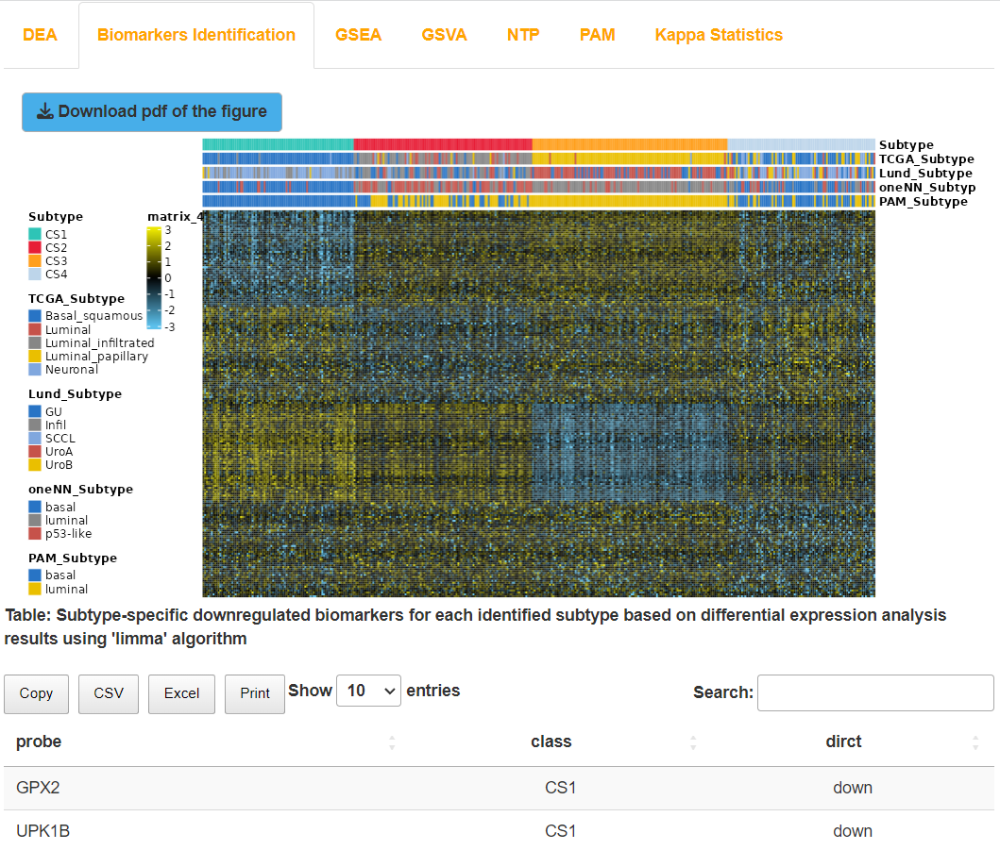 DEA Biomarkers Identification GSEA GSVA NTP PAM Kappa Statistics
Download pdf of the figure
Subtype
TCGA_Subtype
Lund_Subtype
oneNN_Subtyp
PAM_Subtype
Subtype
CS1
CS2
CS3
CS4
matrix_4
3
2
1
0
-1
-2
-3
TCGA_Subtype
Basal_squamous
Luminal
Luminal_infiltrated
Luminal_papillary
Neuronal
Lund_Subtype
GU
Infil
SCCL
UroA
UroB
oneNN_Subtype
basal
luminal
p53-like
PAM_Subtype
basal
luminal
Table: Subtype-specific downregulated biomarkers for each identified subtype based on differential expression analysis
results using 'limma' algorithm
Copy CSV Excel Print Show 10 entries Search:
probe class dirct
GPX2 CS1 down
UPK1B CS1 down